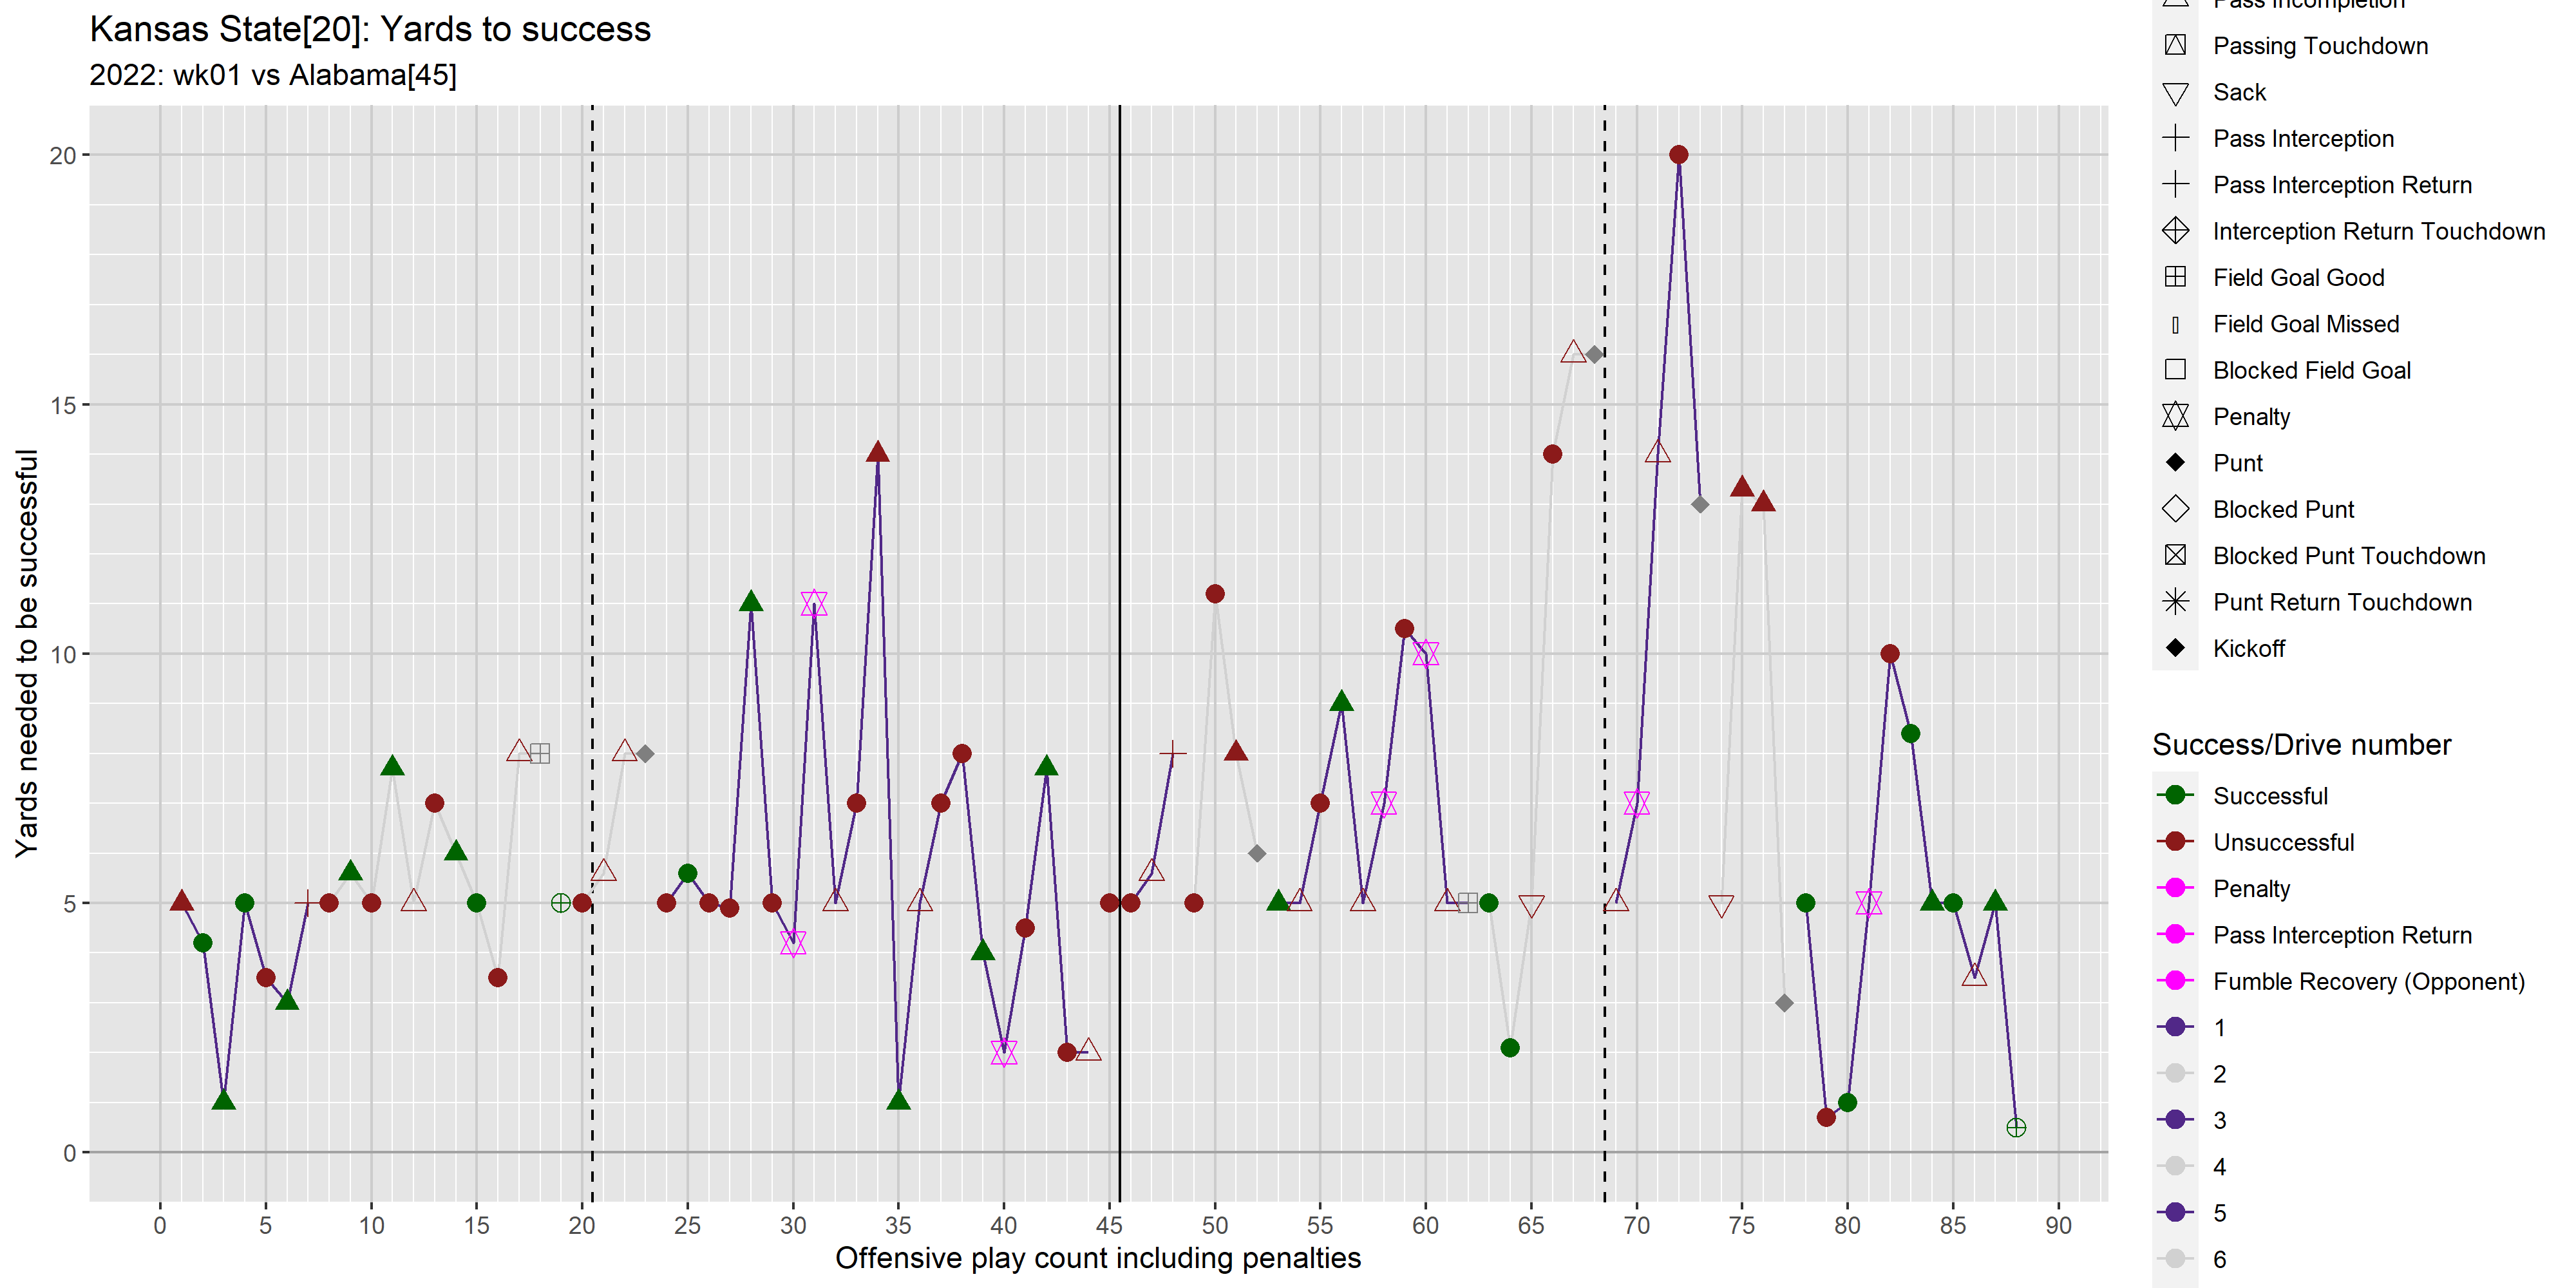 Kansas State[20]: Yards to success
2022: wk01 vs Alabama[45]
Yards needed to be successful
20
15
10
5
0
0 5 10 15 20 25 30 35 40 45 50 55 60 65 70 75 80 85 90
Offensive play count including penalties
Pass Incompletion
Passing Touchdown
Sack
Pass Interception
Pass Interception Return
Interception Return Touchdown
Field Goal Good
Field Goal Missed
Blocked Field Goal
Penalty
Punt
Blocked Punt
Blocked Punt Touchdown
Punt Return Touchdown
Kickoff
Success/Drive number
Successful
Unsuccessful
Penalty
Pass Interception Return
Fumble Recovery (Opponent)
1
2
3
4
5
6